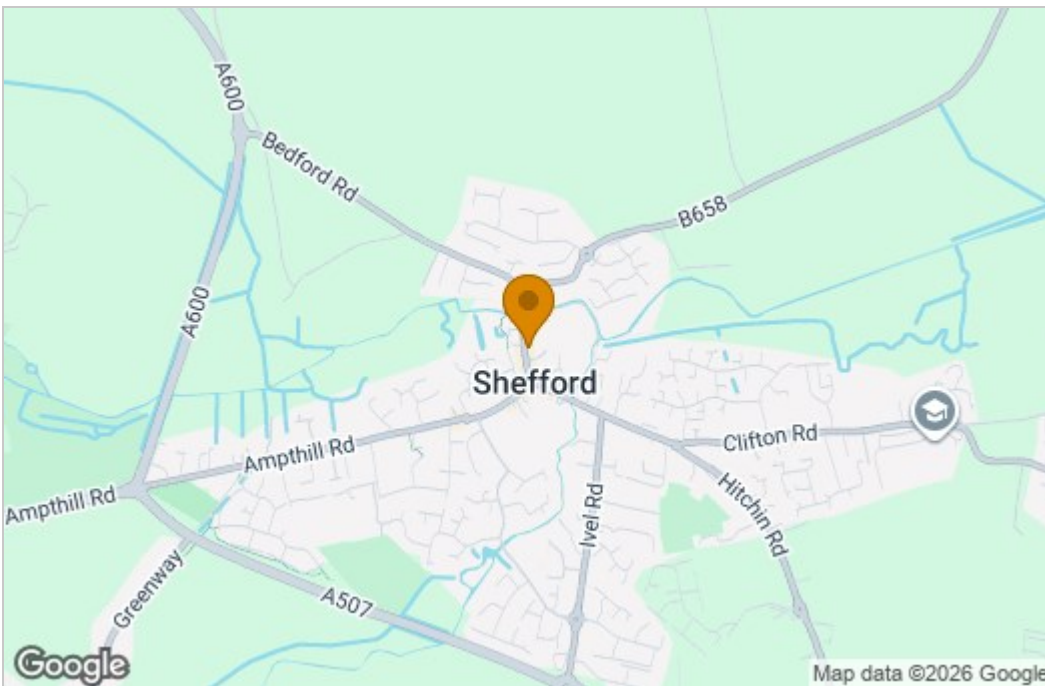 A600
Bedford Rd
B658
A600
Shefford
Ampthill Rd
Clifton Rd
Ampthill Rd
Ivel Rd
Hitchin Rd
Greenway
A507
Google
Map data ©2026 Google